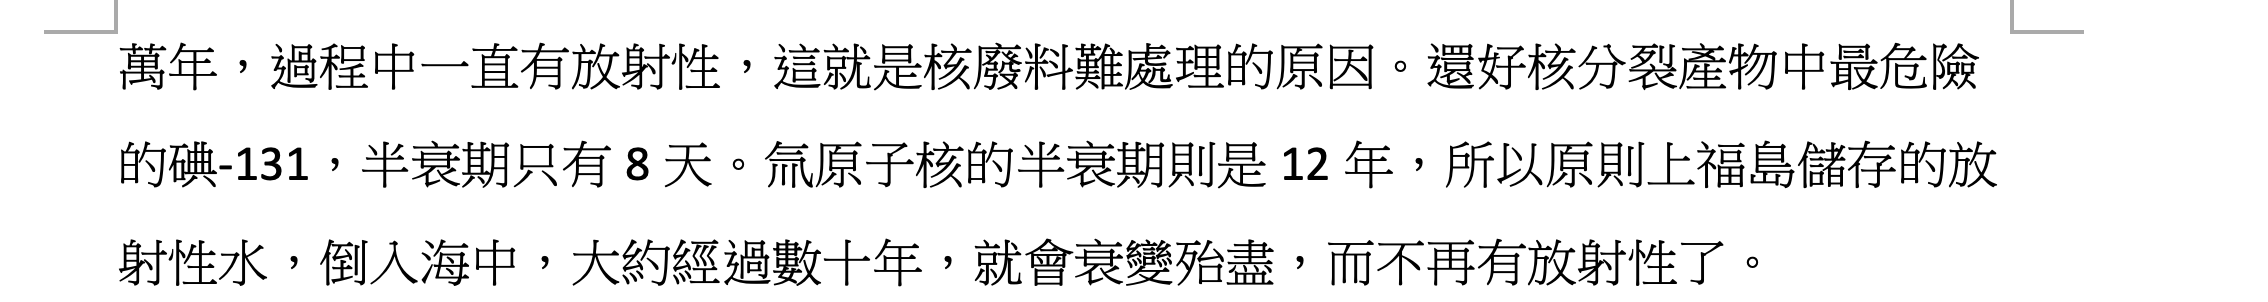 萬年，過程中一直有放射性，這就是核廢料難處理的原因。還好核分裂產物中最危險
的碘-131，半衰期只有 8 天。氚原子核的半衰期則是 12 年，所以原則上福島儲存的放
射性水，倒入海中，大約經過數十年，就會衰變殆盡，而不再有放射性了。